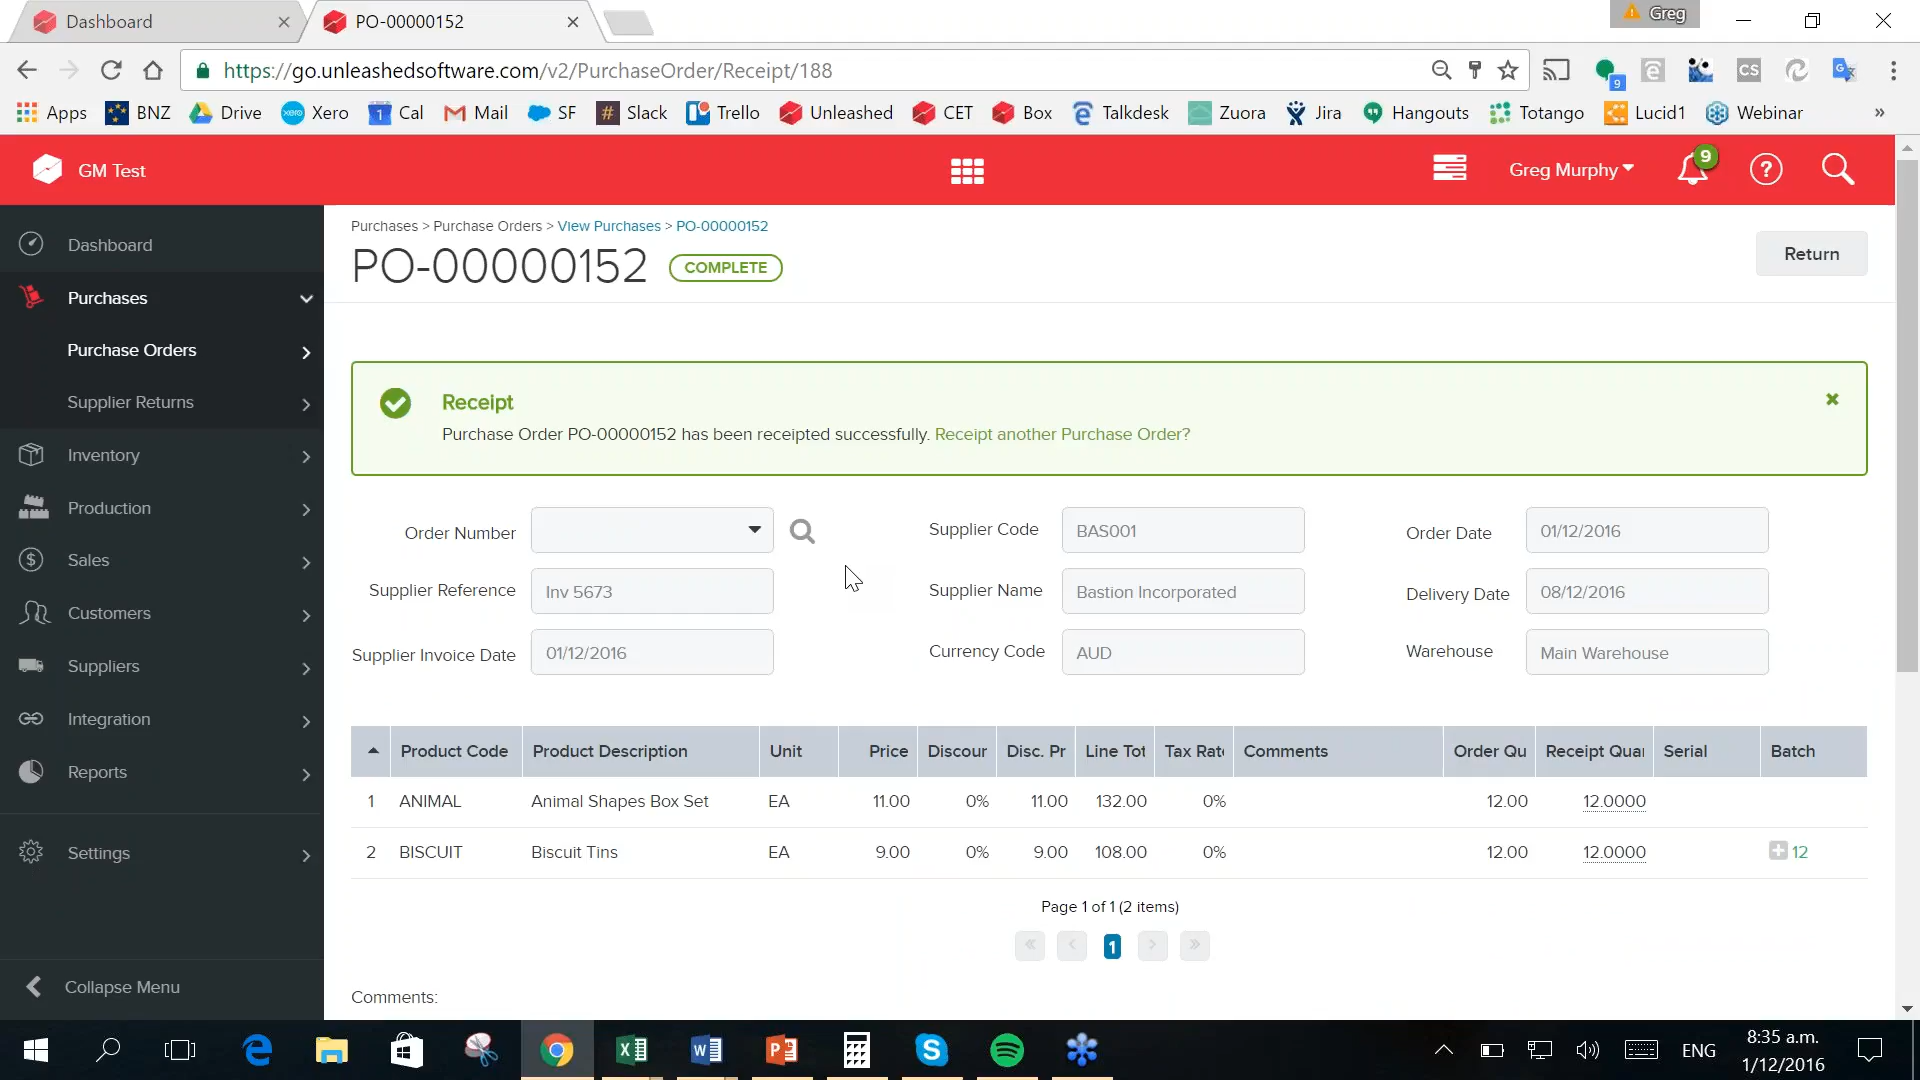 Dashboard
PO-00000152
Greg
https://go.unleashedsoftware.com/v2/PurchaseOrder/Receipt/188
9
CS
Apps BNZ Drive Xero Cal Mail SF Slack Trello Unleashed CET Box Talkdesk Zuora Jira Hangouts Totango Lucid1 Webinar »
GM Test
Greg Murphy
9
?
Dashboard
Purchases
Purchase Orders
Supplier Returns
Inventory
Production
Sales
Customers
Suppliers
Integration
Reports
Settings
Collapse Menu
Purchases > Purchase Orders > View Purchases > PO-00000152
PO-00000152 COMPLETE
Return
Receipt
Purchase Order PO-00000152 has been receipted successfully. Receipt another Purchase Order?
Order Number
Supplier Code BAS001
Order Date 01/12/2016
Supplier Reference Inv 5673
Supplier Name Bastion Incorporated
Delivery Date 08/12/2016
Supplier Invoice Date 01/12/2016
Currency Code AUD
Warehouse Main Warehouse
Product Code Product Description Unit Price Discour Disc. Pr Line Tot Tax Rate Comments Order Qu Receipt Quan Serial Batch
1 ANIMAL Animal Shapes Box Set EA 11.00 0% 11.00 132.00 0% 12.00 12.0000
2 BISCUIT Biscuit Tins EA 9.00 0% 9.00 108.00 0% 12.00 12.0000 12
Page 1 of 1 (2 items)
« < 1 > »
Comments:
ENG
8:35 a.m.
1/12/2016